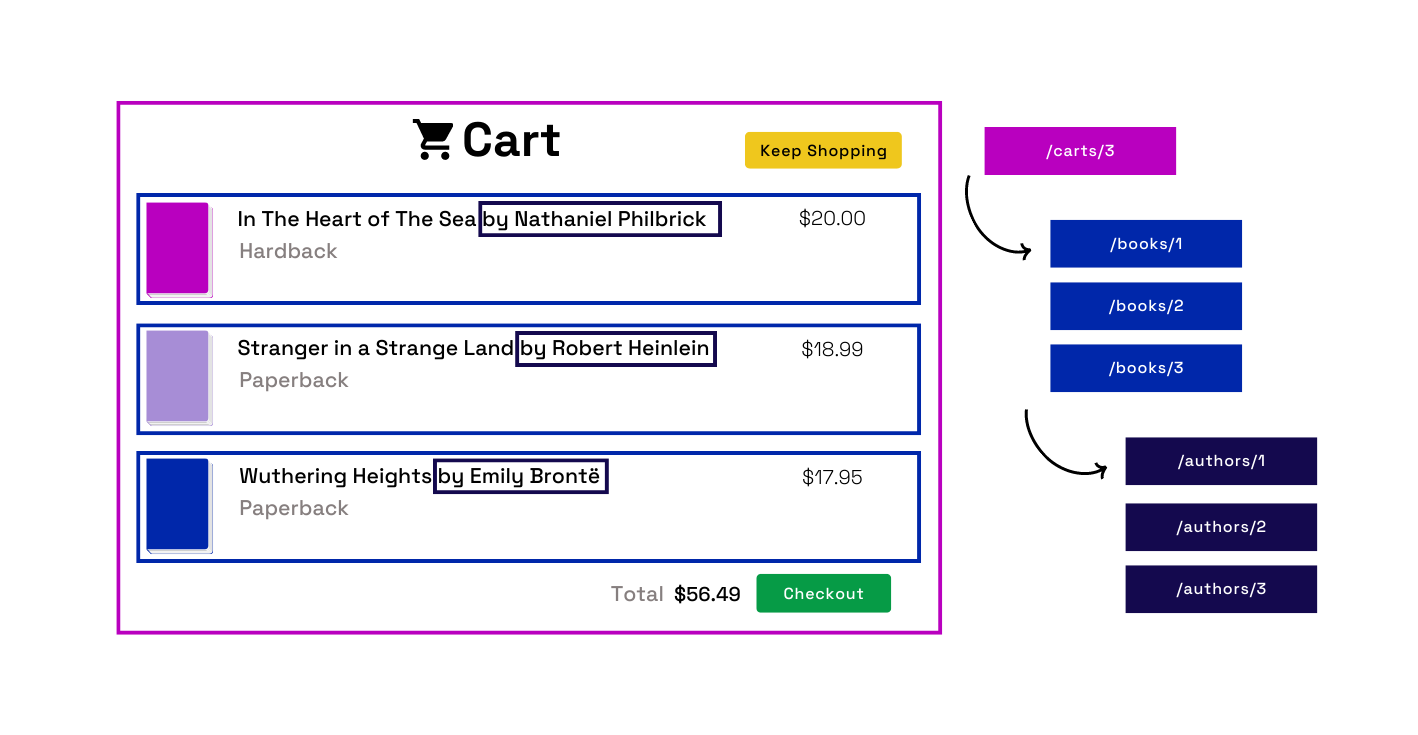 Cart
Keep Shopping
In The Heart of The Sea by Nathaniel Philbrick
$20.00
Hardback
Stranger in a Strange Land by Robert Heinlein
$18.99
Paperback
Wuthering Heights by Emily Brontë
$17.95
Paperback
Total $56.49
Checkout
/carts/3
/books/1
/books/2
/books/3
/authors/1
/authors/2
/authors/3